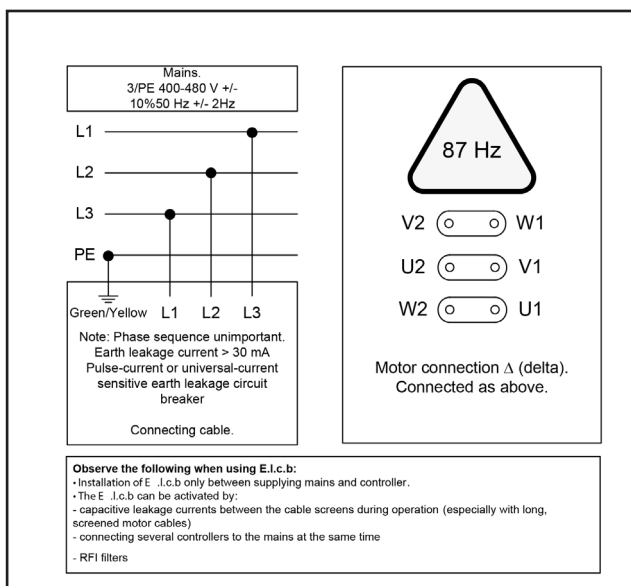 Mains.
3/PE 400-480 V +/-
10%50 Hz +/- 2Hz
L1
L2
L3
PE
Green/Yellow L1 L2 L3
Note: Phase sequence unimportant.
Earth leakage current > 30 mA
Pulse-current or universal-current
sensitive earth leakage circuit
breaker
Connecting cable.
87 Hz
V2 W1
U2 V1
W2 U1
Motor connection Δ (delta).
Connected as above.
Observe the following when using E.l.c.b:
• Installation of E .l.c.b only between supplying mains and controller.
• The E .l.c.b can be activated by:
- capacitive leakage currents between the cable screens during operation (especially with long,
screened motor cables)
- connecting several controllers to the mains at the same time
- RFI filters